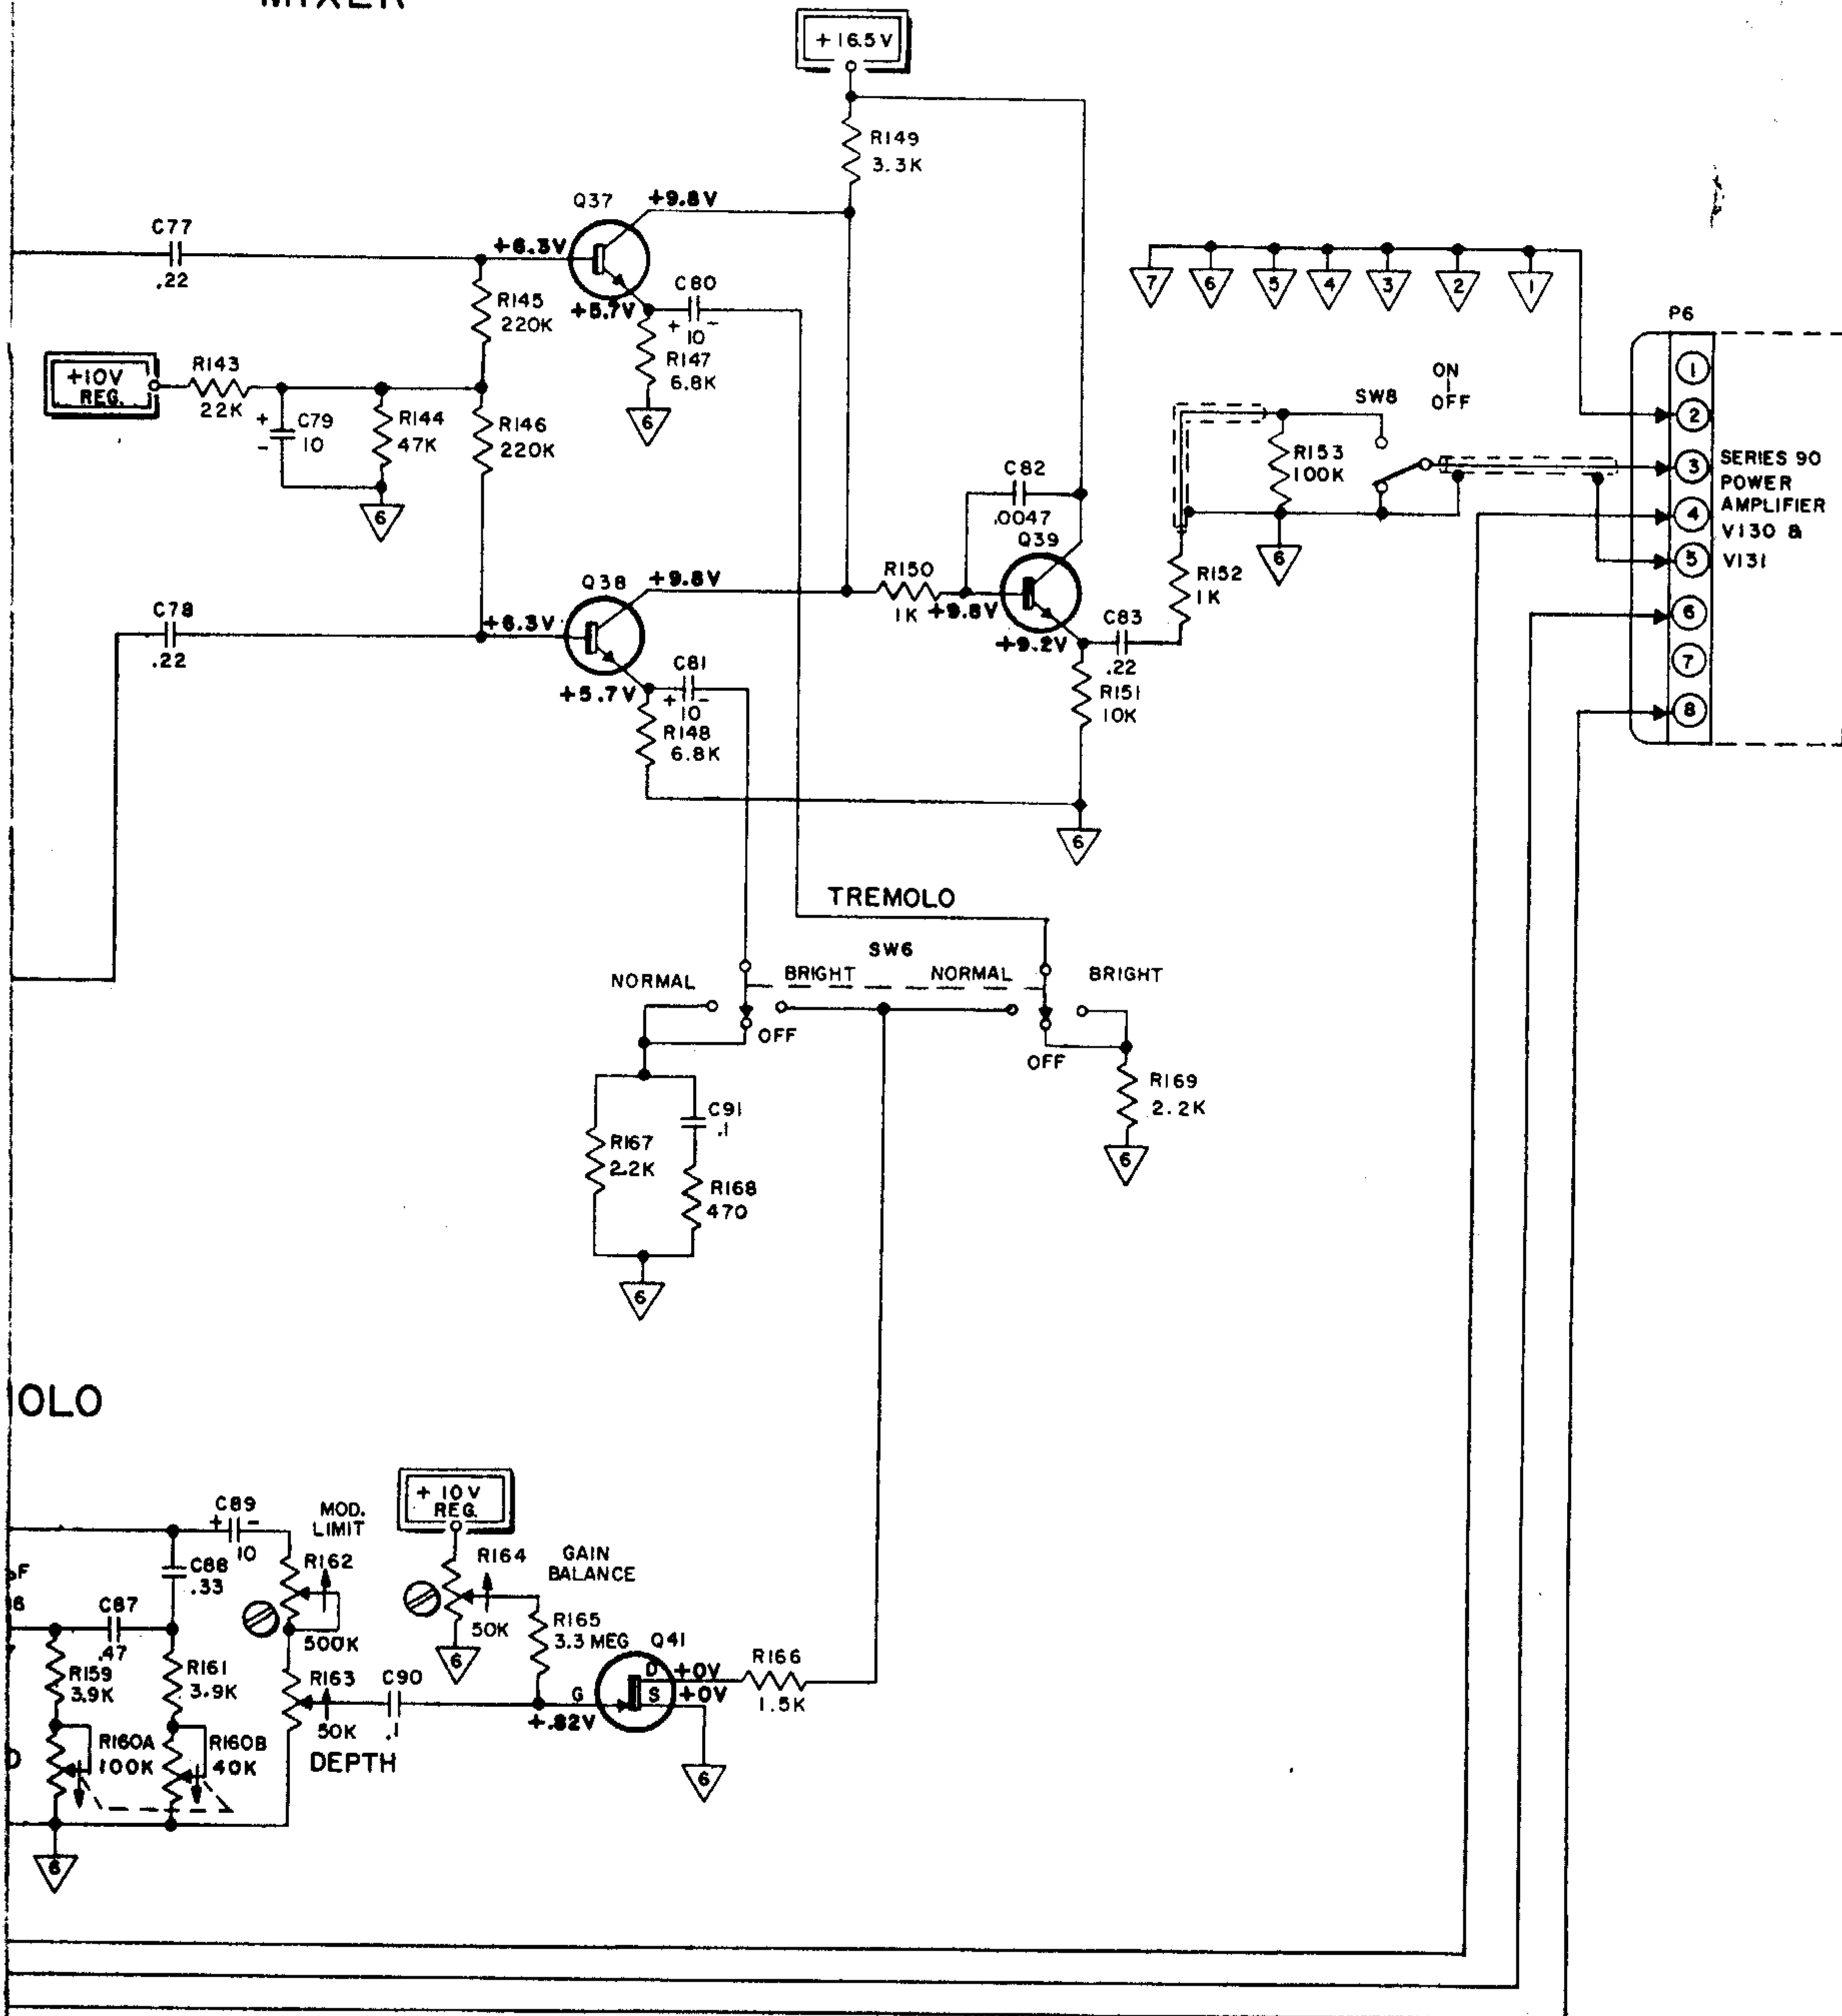 MIXER
+16.5V
R149
3.3K
Q37
+9.8V
C77
.22
+6.3V
R145
220K
+5.7V
C80
+ -
10
R147
6.8K
6
7
6
5
4
3
2
1
P6
1
2
3
4
5
6
7
8
SERIES 90
POWER
AMPLIFIER
V130 &
V131
+10V
REG.
R143
22K
+
-
C79
10
R144
47K
6
R146
220K
ON
OFF
SW8
R153
100K
6
C82
.0047
Q39
R150
1K
+9.8V
+9.2V
C83
.22
R152
1K
R151
10K
6
C78
.22
Q38
+9.8V
+6.3V
+5.7V
C81
+ -
10
R148
6.8K
TREMOLO
SW6
NORMAL
BRIGHT
NORMAL
BRIGHT
OFF
OFF
R169
2.2K
6
C91
.1
R167
2.2K
R168
470
6
OLO
C89
+ -
10
MOD.
LIMIT
R162
500K
C88
.33
C87
.47
R159
3.9K
R161
3.9K
R160A
100K
R160B
40K
6
R163
50K
DEPTH
C90
.1
+ 10V
REG.
R164
50K
GAIN
BALANCE
6
R165
3.3 MEG
Q41
G
D
S
+0V
+0V
+.82V
R166
1.5K
6